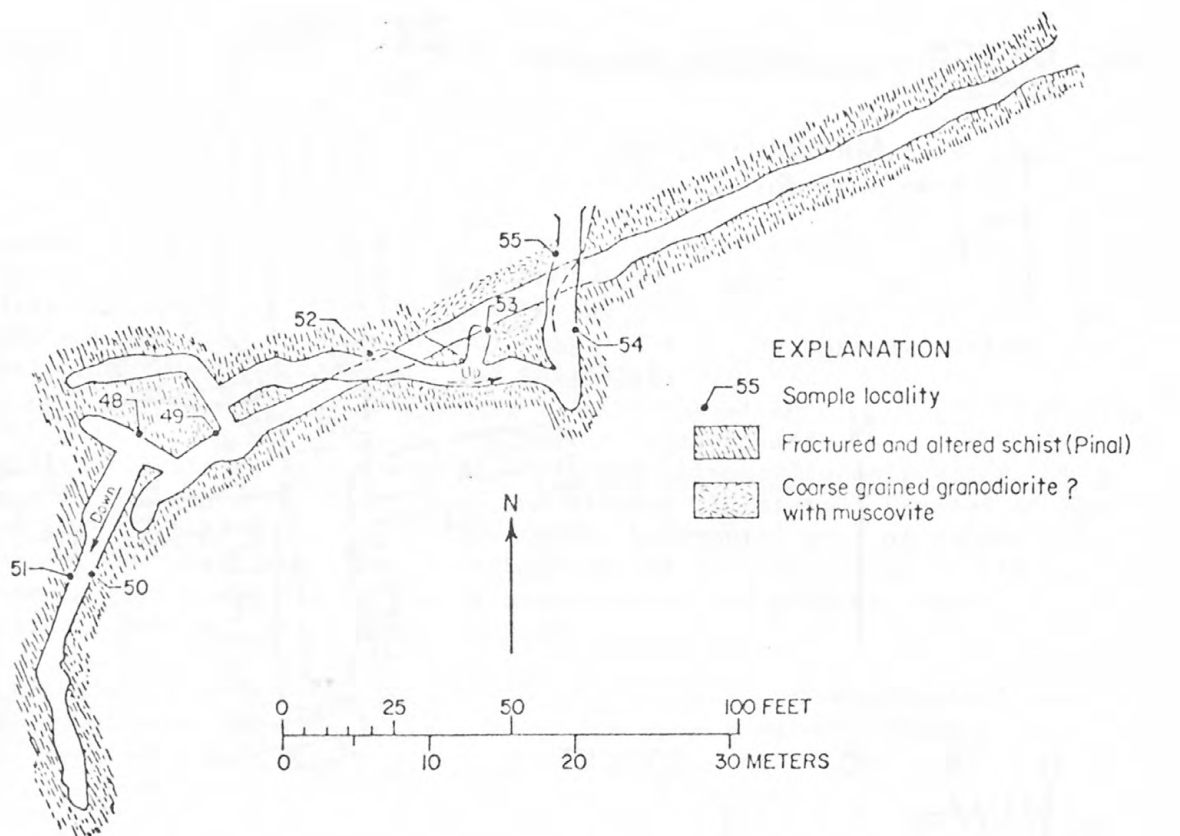 55
53
52
54
Up
48
49
Down
51
50
N
EXPLANATION
55 Sample locality
Fractured and altered schist (Pinal)
Coarse grained granodiorite ?
with muscovite
0 25 50 100 FEET
0 10 20 30 METERS